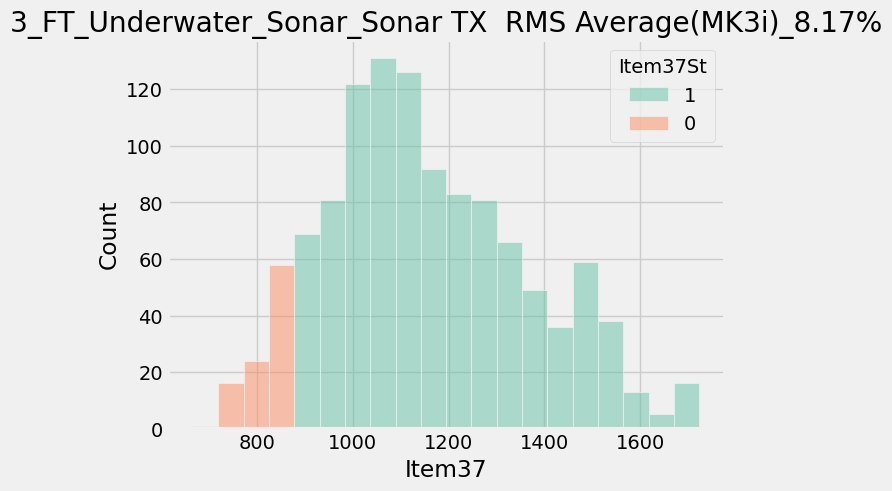 3_FT_Underwater_Sonar_Sonar TX  RMS Average(MK3i)_8.17%
Item37St
1
0
120
100
80
60
40
20
0
Count
800 1000 1200 1400 1600
Item37